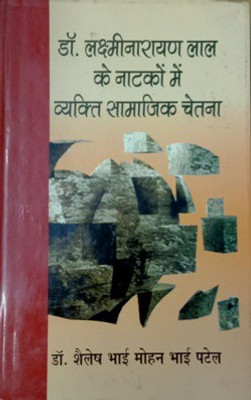 डॉ. लक्ष्मीनारायण लाल
के नाटकों में
व्यक्ति सामाजिक चेतना
डॉ. शैलेष भाई मोहन भाई पटेल